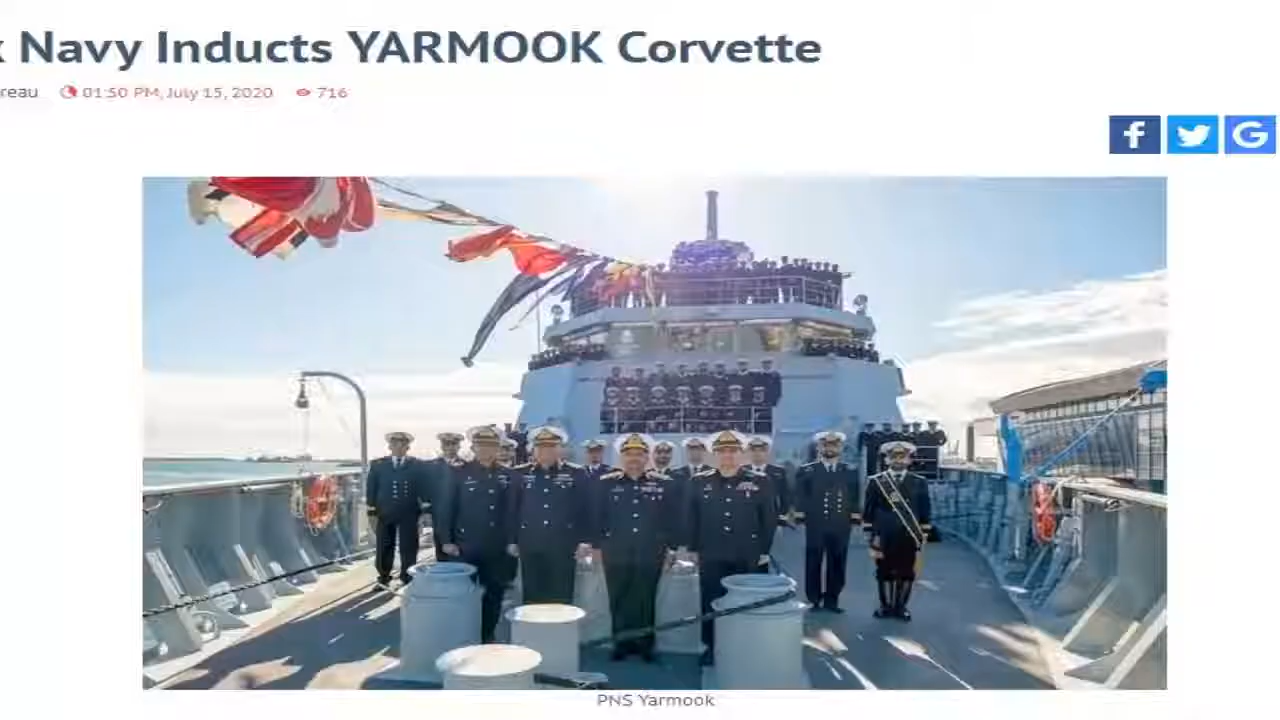 Navy Inducts YARMOOK Corvette
reau 01:50 PM, July 15, 2020 716
f G
PNS Yarmook